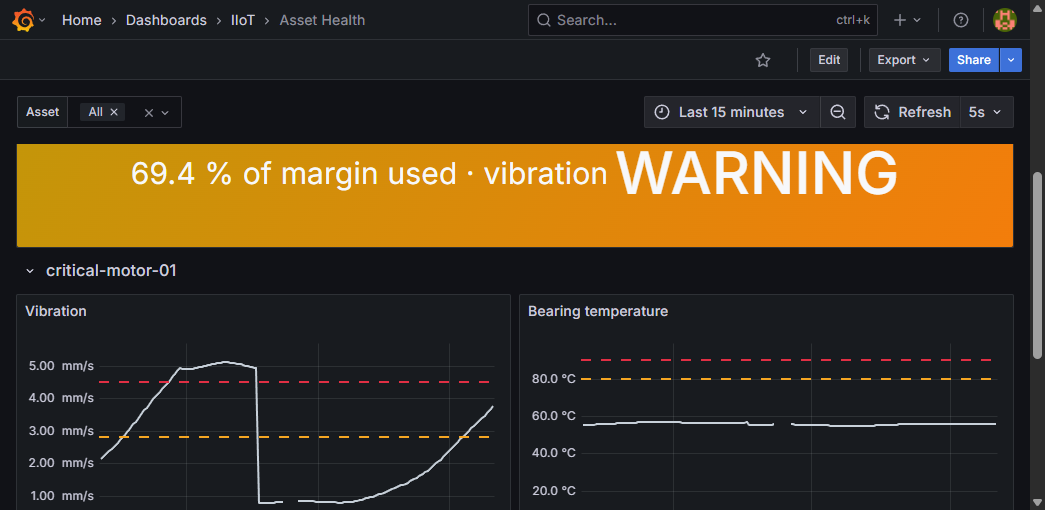 Home › Dashboards › IIoT › Asset Health
Search... ctrl+k
Edit Export Share
Asset All Last 15 minutes Refresh 5s
69.4 % of margin used · vibration WARNING
critical-motor-01
Vibration
5.00 mm/s
4.00 mm/s
3.00 mm/s
2.00 mm/s
1.00 mm/s
Bearing temperature
80.0 °C
60.0 °C
40.0 °C
20.0 °C